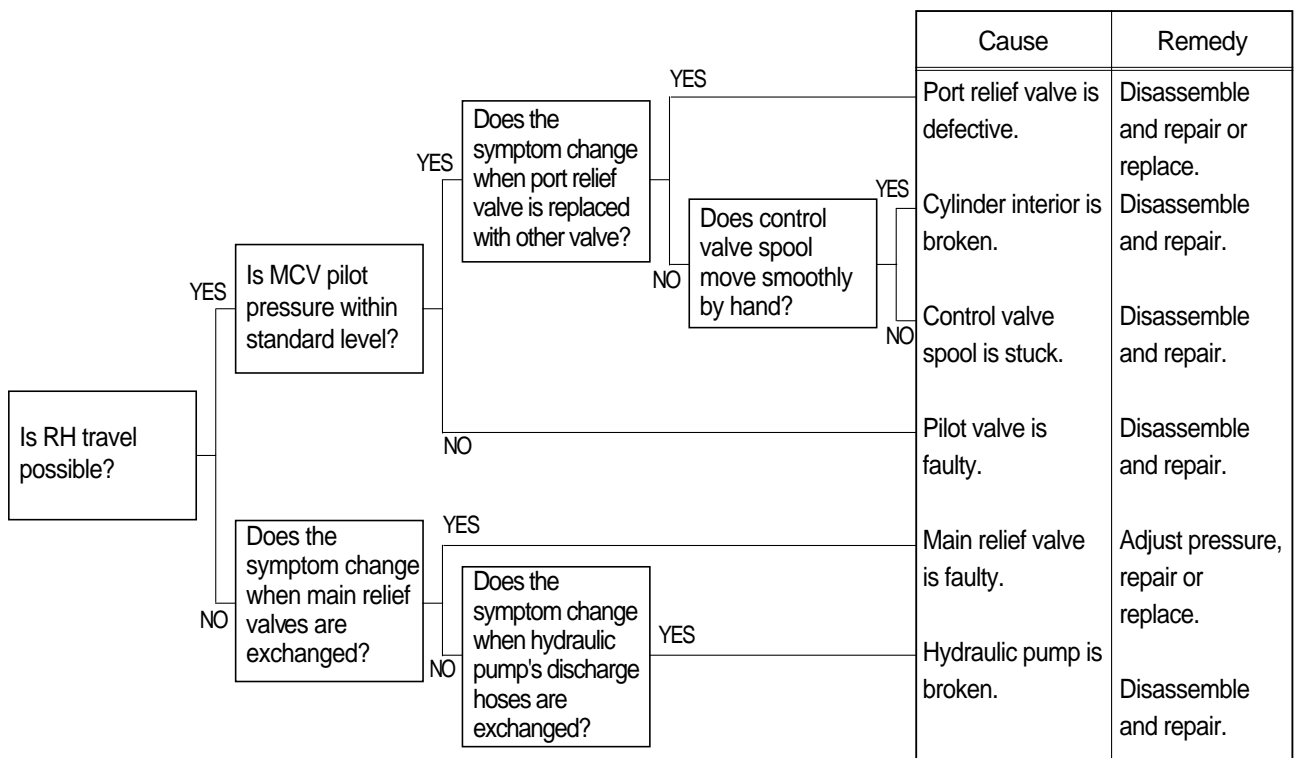 Is RH travel
possible?
YES
NO
Is MCV pilot
pressure within
standard level?
YES
NO
Does the
symptom change
when port relief
valve is replaced
with other valve?
YES
NO
Does control
valve spool
move smoothly
by hand?
YES
NO
Does the
symptom change
when main relief
valves are
exchanged?
YES
NO
Does the
symptom change
when hydraulic
pump's discharge
hoses are
exchanged?
YES
Cause
Remedy
Port relief valve is
defective.
Disassemble
and repair or
replace.
Cylinder interior is
broken.
Disassemble
and repair.
Control valve
spool is stuck.
Disassemble
and repair.
Pilot valve is
faulty.
Disassemble
and repair.
Main relief valve
is faulty.
Adjust pressure,
repair or
replace.
Hydraulic pump is
broken.
Disassemble
and repair.